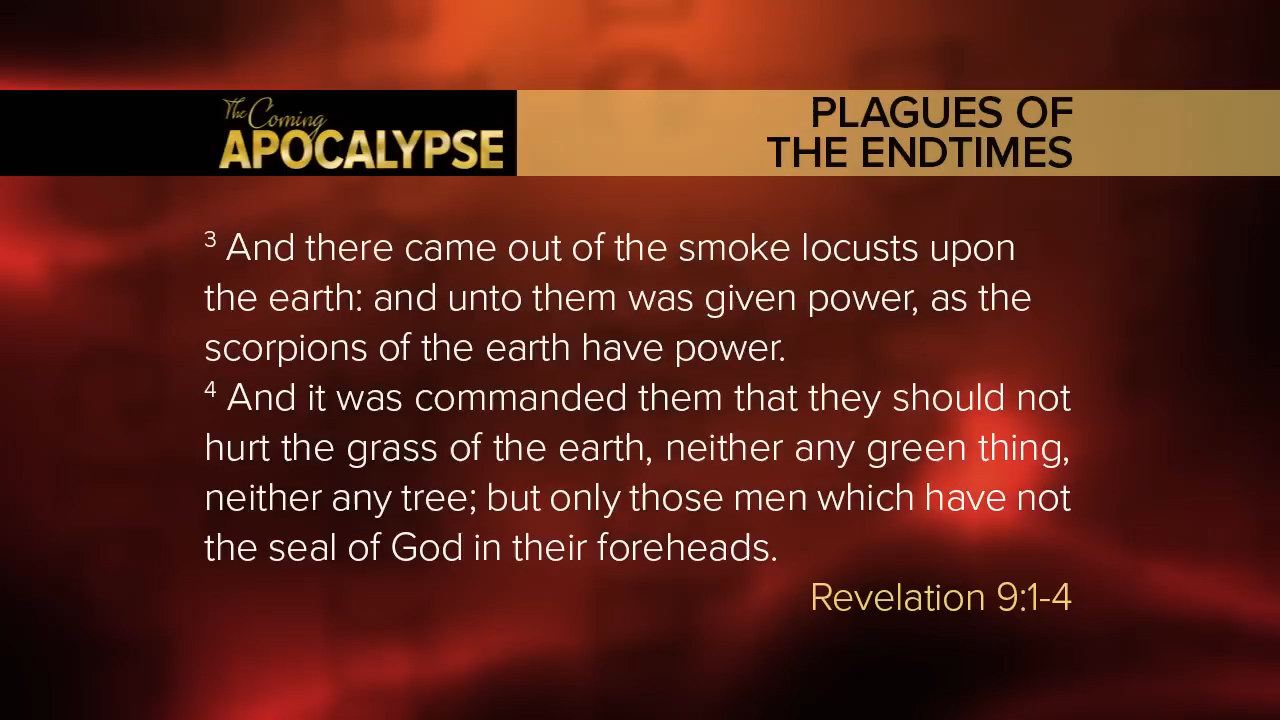 The Coming
APOCALYPSE
PLAGUES OF
THE ENDTIMES
3 And there came out of the smoke locusts upon
the earth: and unto them was given power, as the
scorpions of the earth have power.
4 And it was commanded them that they should not
hurt the grass of the earth, neither any green thing,
neither any tree; but only those men which have not
the seal of God in their foreheads.
Revelation 9:1-4